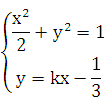 x²/2 + y² = 1
y = kx − 1/3